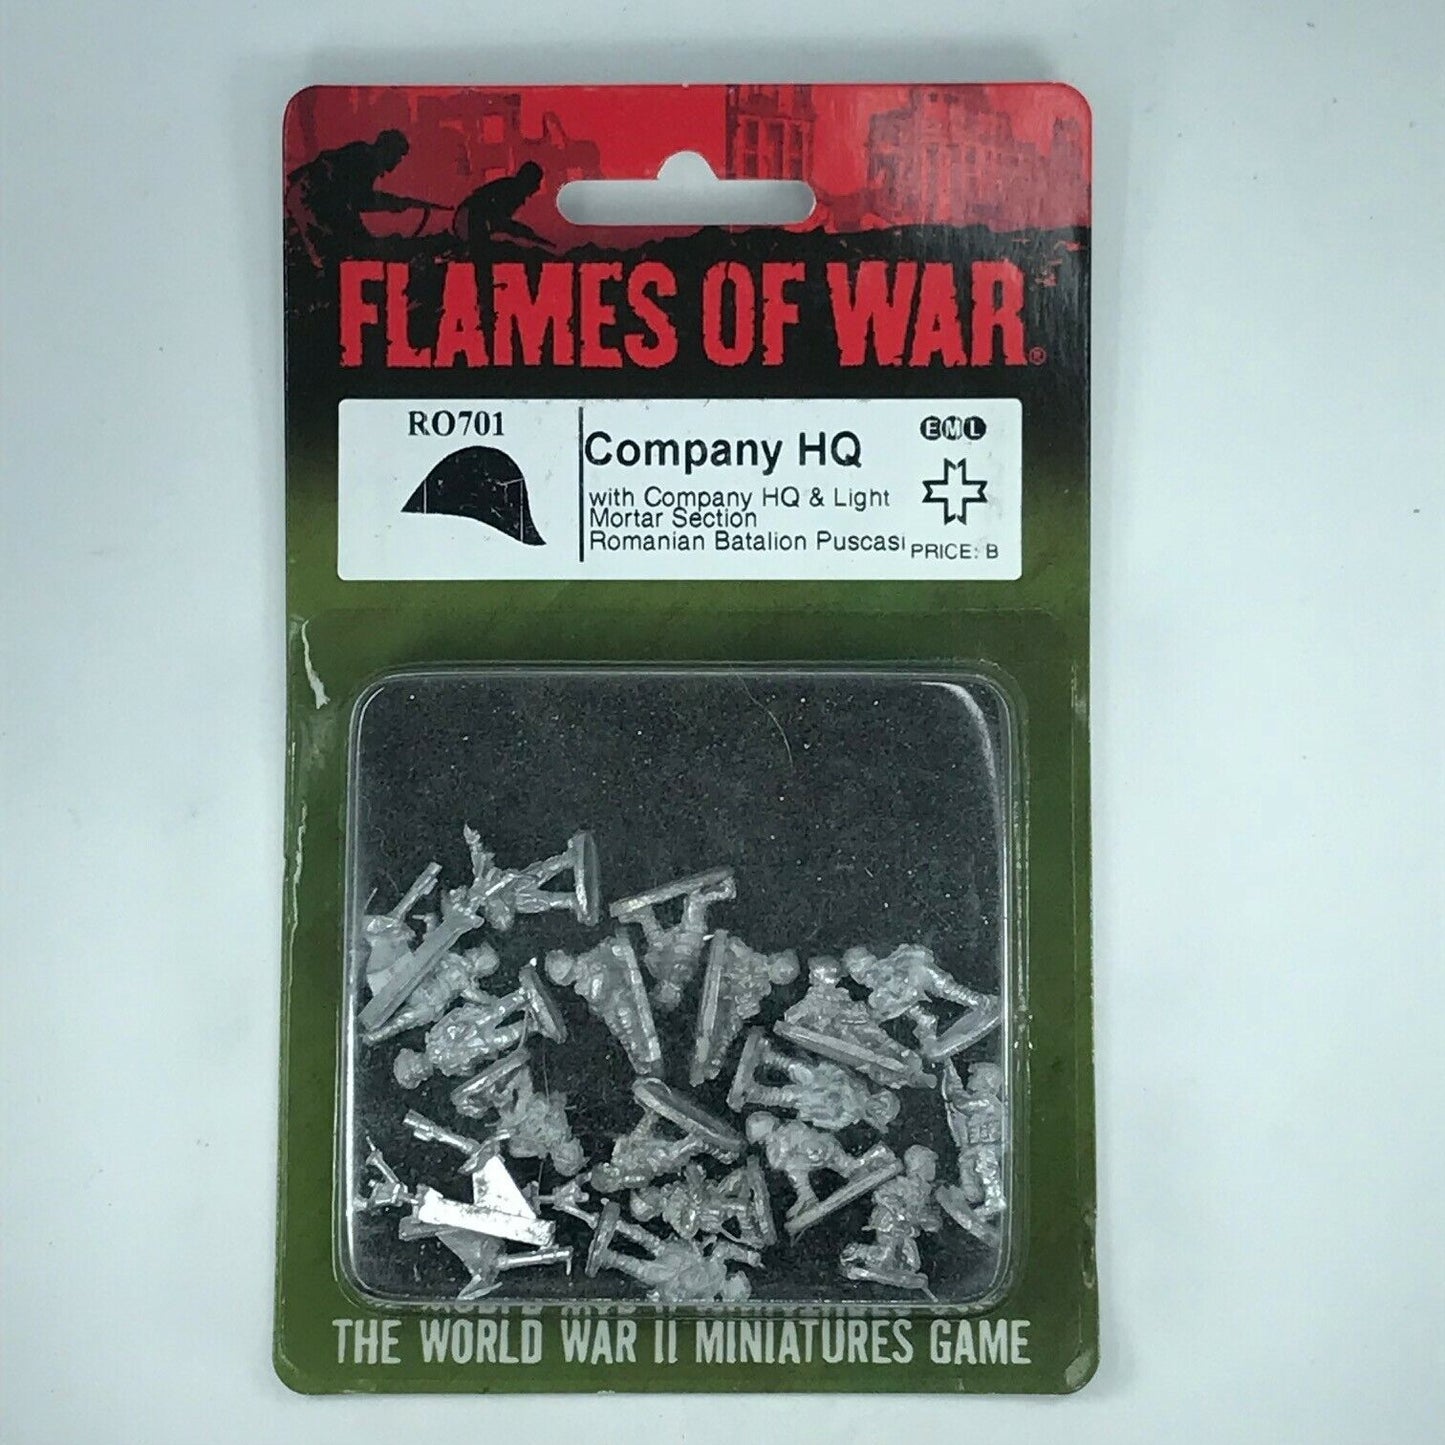 FLAMES OF WAR®
RO701
Company HQ
EML
with Company HQ & Light
Mortar Section
Romanian Batalion Puscasi
PRICE: B
THE WORLD WAR II MINIATURES GAME